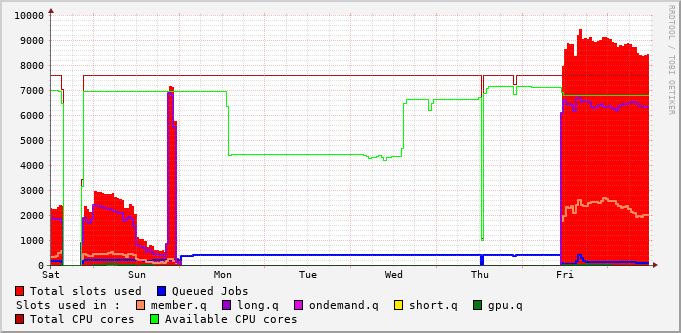 10000
9000
8000
7000
6000
5000
4000
3000
2000
1000
0
Sat Sun Mon Tue Wed Thu Fri
RRDTOOL / TOBI OETIKER
Total slots used Queued Jobs
Slots used in : member.q long.q ondemand.q short.q gpu.q
Total CPU cores Available CPU cores